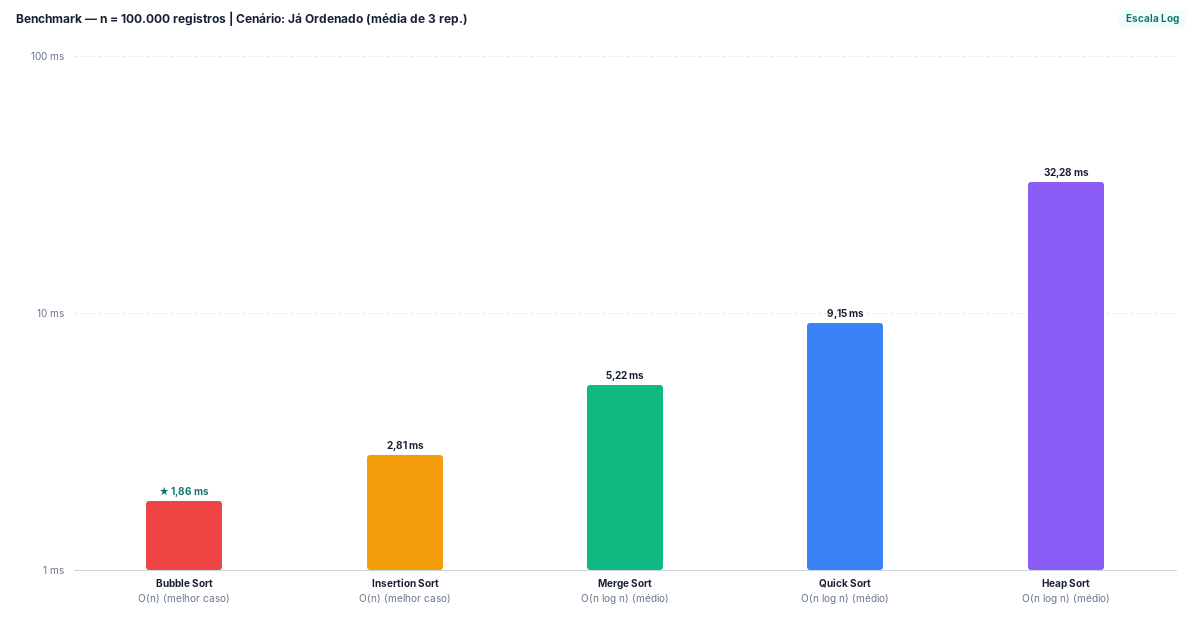 Benchmark — n = 100.000 registros | Cenário: Já Ordenado (média de 3 rep.)
Escala Log
100 ms
32,28 ms
10 ms
9,15 ms
5,22 ms
2,81 ms
★ 1,86 ms
1 ms
Bubble Sort
Insertion Sort
Merge Sort
Quick Sort
Heap Sort
O(n) (melhor caso)
O(n) (melhor caso)
O(n log n) (médio)
O(n log n) (médio)
O(n log n) (médio)